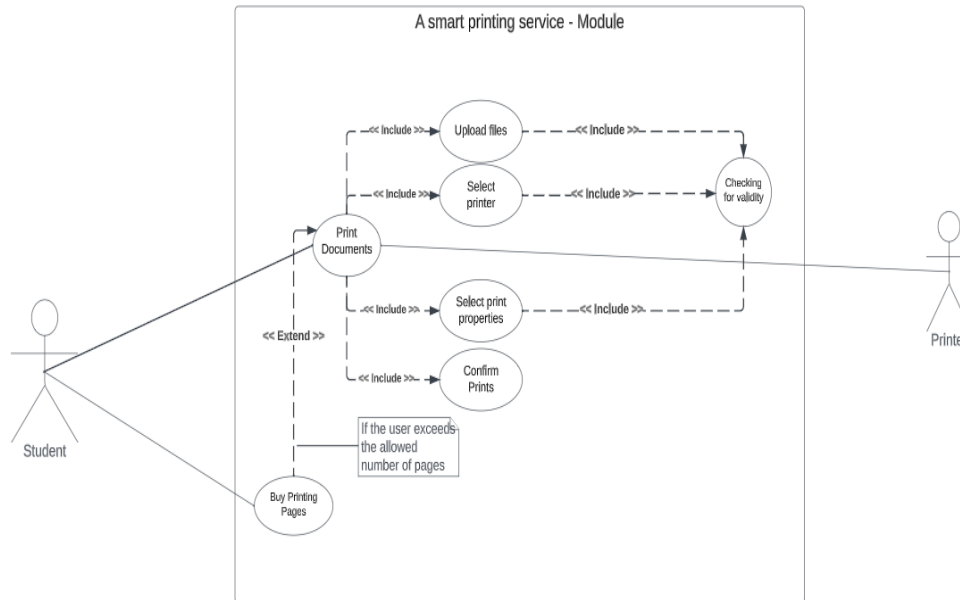 A smart printing service - Module
<< Include >>
Upload files
<< Include >>
<< Include >>
Select
printer
<< Include >>
Checking
for validity
Print
Documents
<< Include >>
Select print
properties
<< Include >>
<< Extend >>
<< Include >>
Confirm
Prints
If the user exceeds
the allowed
number of pages
Student
Printe
Buy Printing
Pages